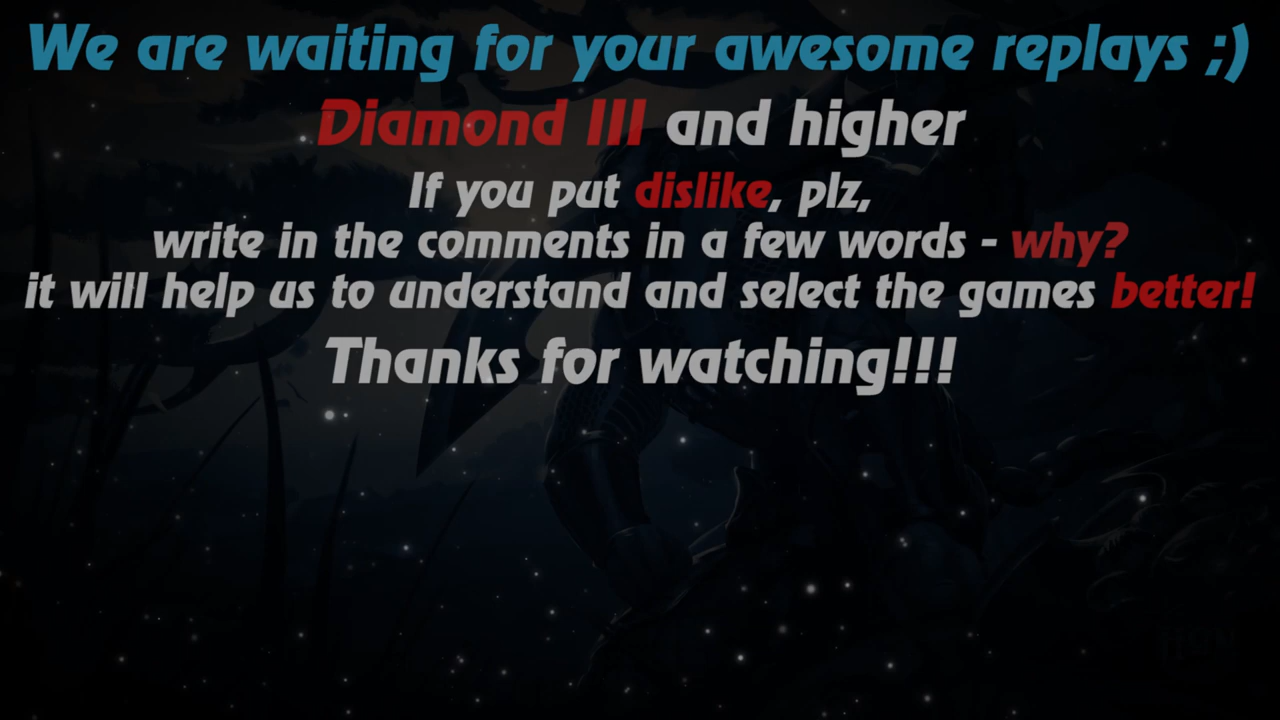 We are waiting for your awesome replays ;)
Diamond III and higher
If you put dislike, plz,
write in the comments in a few words - why?
it will help us to understand and select the games better!
Thanks for watching!!!